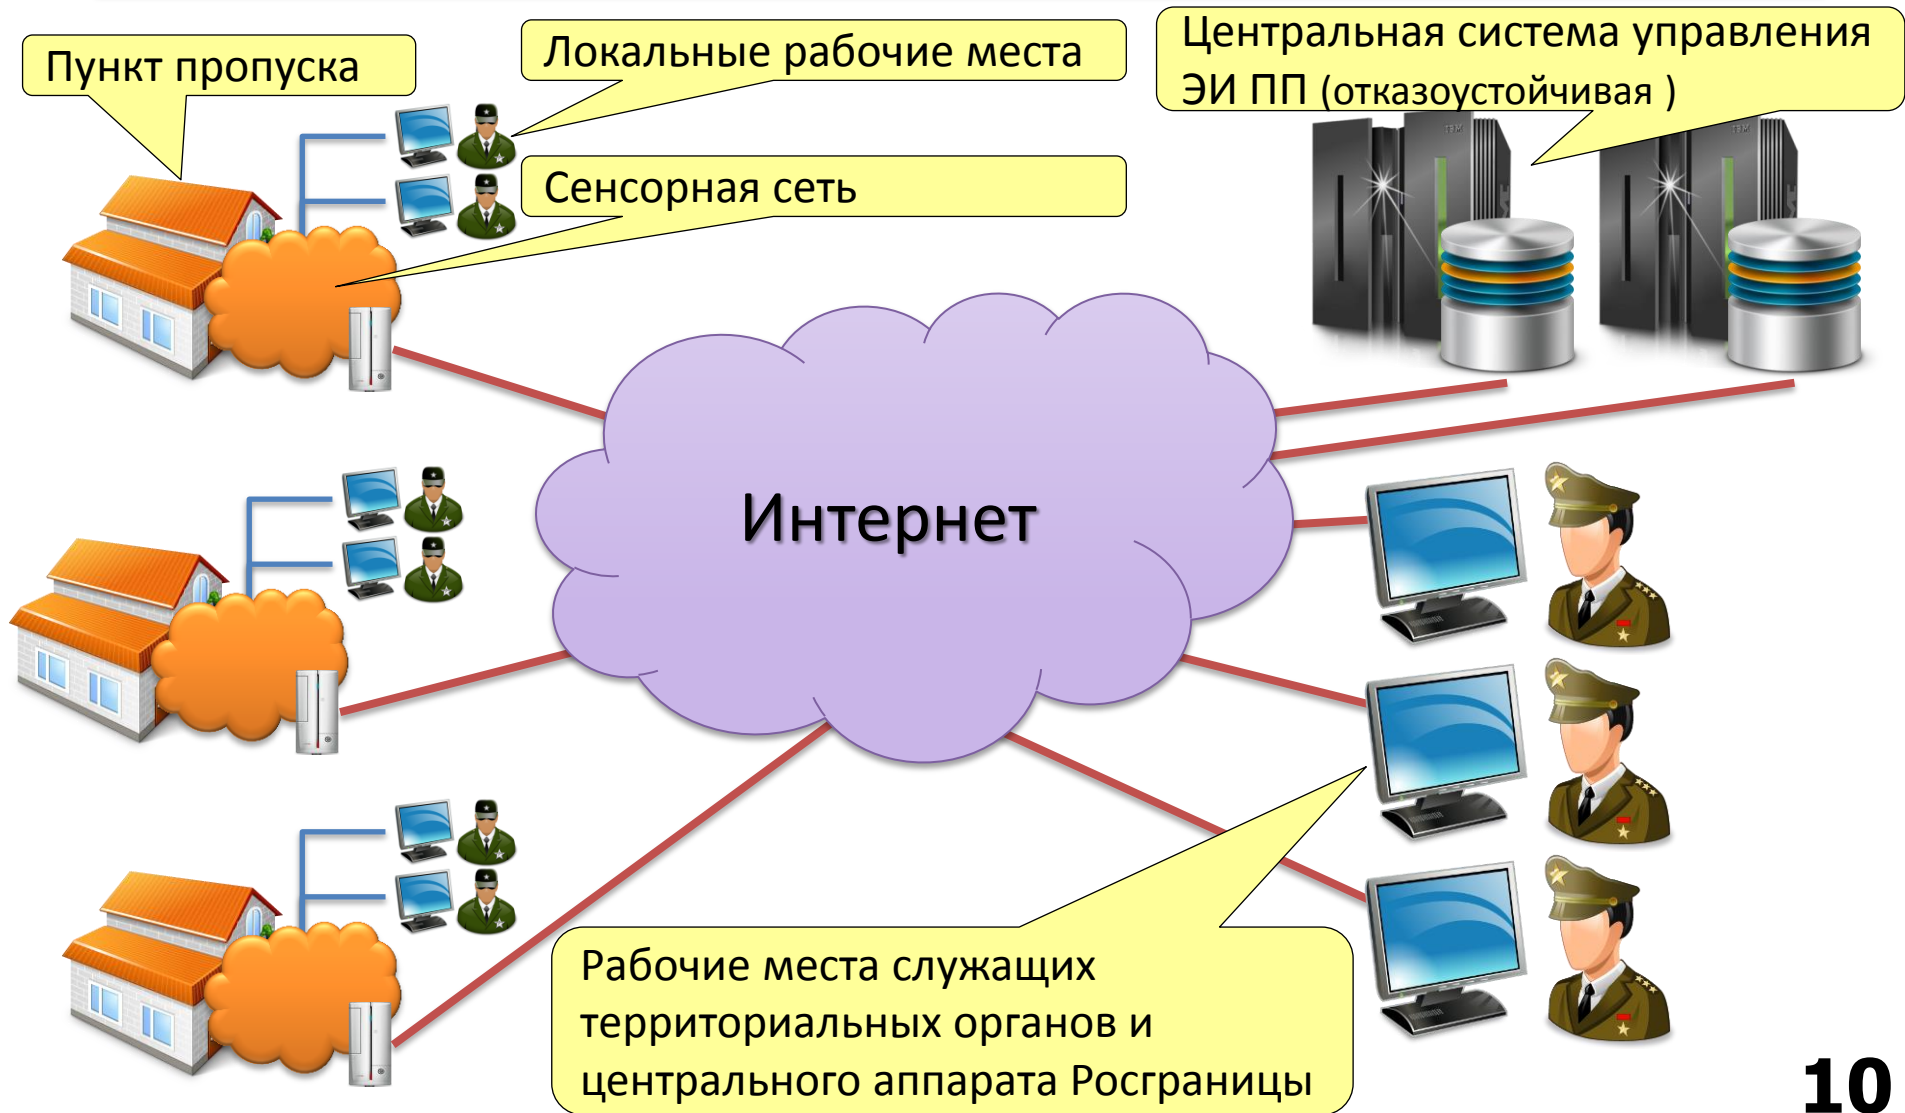 Пункт пропуска
Локальные рабочие места
Центральная система управления
ЭИ ПП (отказоустойчивая )
Сенсорная сеть
Интернет
Рабочие места служащих
территориальных органов и
центрального аппарата Росграницы
10